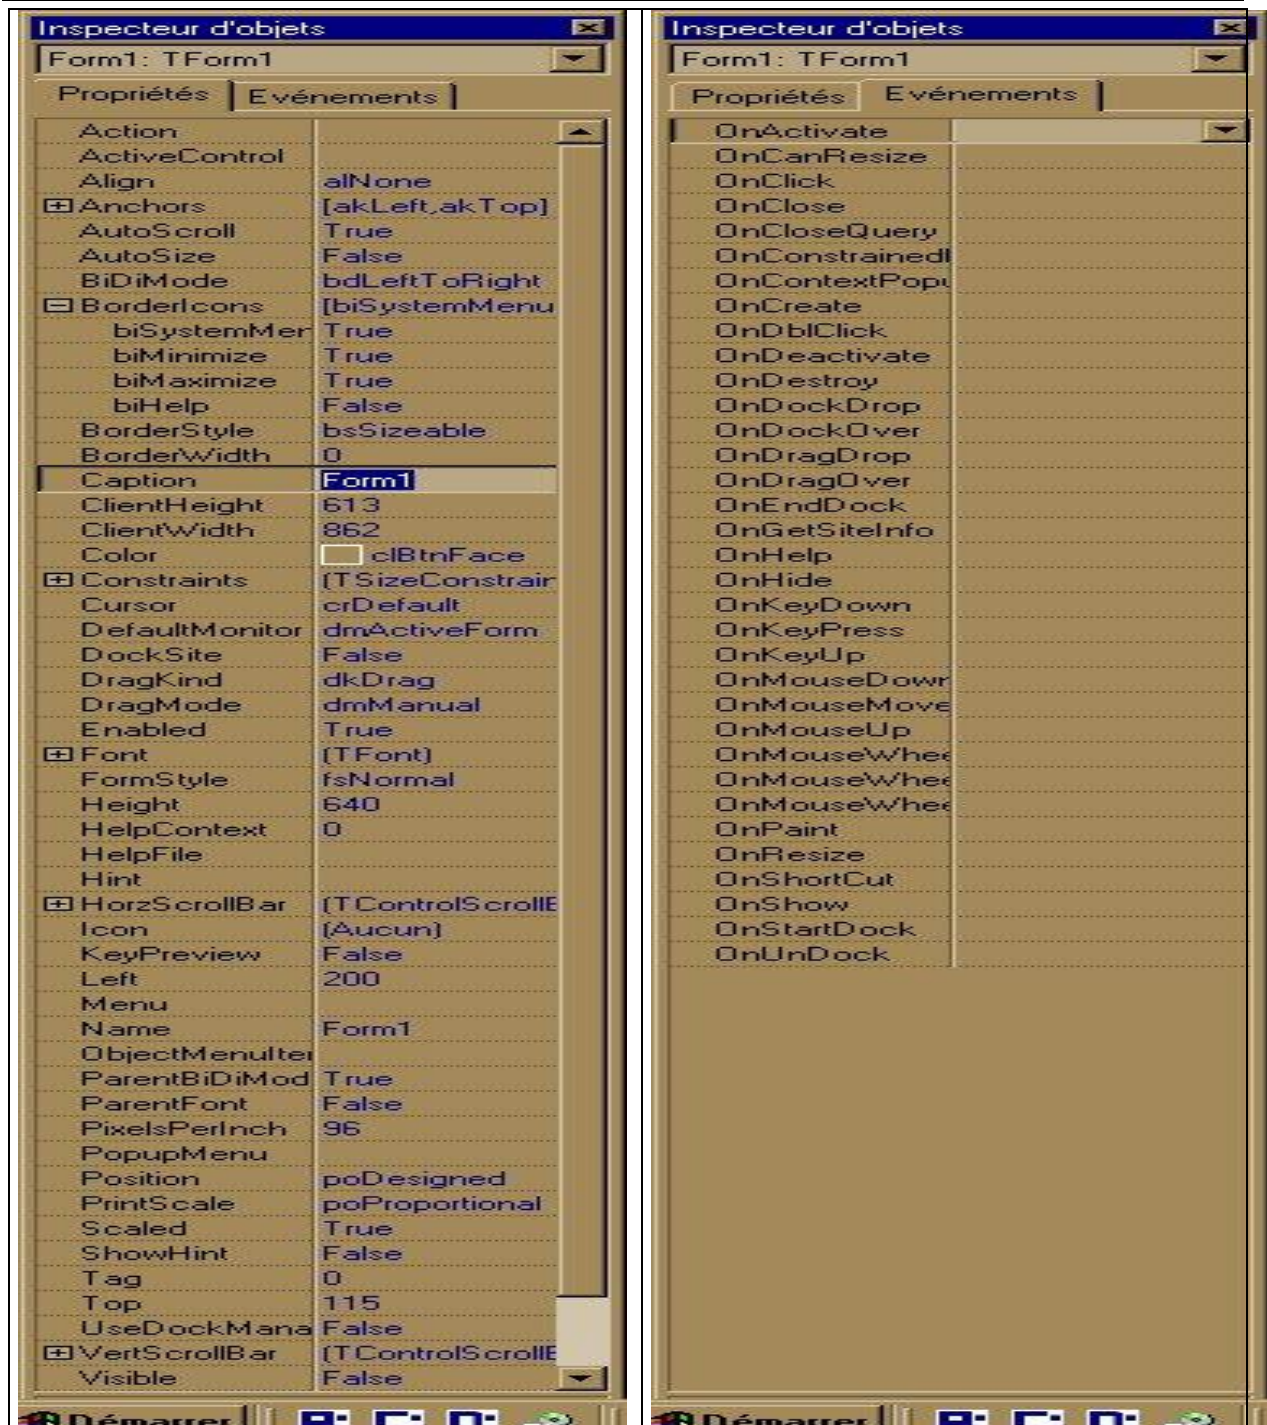 Inspecteur d'objets
Form1: TForm1
Propriétés Evénements
Action
ActiveControl
Align alNone
Anchors [akLeft,akTop]
AutoScroll True
AutoSize False
BiDiMode bdLeftToRight
BorderIcons [biSystemMenu
biSystemMer True
biMinimize True
biMaximize True
biHelp False
BorderStyle bsSizeable
BorderWidth 0
Caption Form1
ClientHeight 613
ClientWidth 862
Color clBtnFace
Constraints (TSizeConstrair
Cursor crDefault
DefaultMonitor dmActiveForm
DockSite False
DragKind dkDrag
DragMode dmManual
Enabled True
Font (TFont)
FormStyle fsNormal
Height 640
HelpContext 0
HelpFile
Hint
HorzScrollBar (TControlScrollE
Icon (Aucun)
KeyPreview False
Left 200
Menu
Name Form1
ObjectMenuIter
ParentBiDiMod True
ParentFont False
PixelsPerInch 96
PopupMenu
Position poDesigned
PrintScale poProportional
Scaled True
ShowHint False
Tag 0
Top 115
UseDockMana False
VertScrollBar (TControlScrollE
Visible False
Démarrer
Inspecteur d'objets
Form1: TForm1
Propriétés Evénements
OnActivate
OnCanResize
OnClick
OnClose
OnCloseQuery
OnConstrainedI
OnContextPopu
OnCreate
OnDblClick
OnDeactivate
OnDestroy
OnDockDrop
OnDockOver
OnDragDrop
OnDragOver
OnEndDock
OnGetSiteInfo
OnHelp
OnHide
OnKeyDown
OnKeyPress
OnKeyUp
OnMouseDowr
OnMouseMove
OnMouseUp
OnMouseWhee
OnMouseWhee
OnMouseWhee
OnPaint
OnResize
OnShortCut
OnShow
OnStartDock
OnUnDock
Démarrer